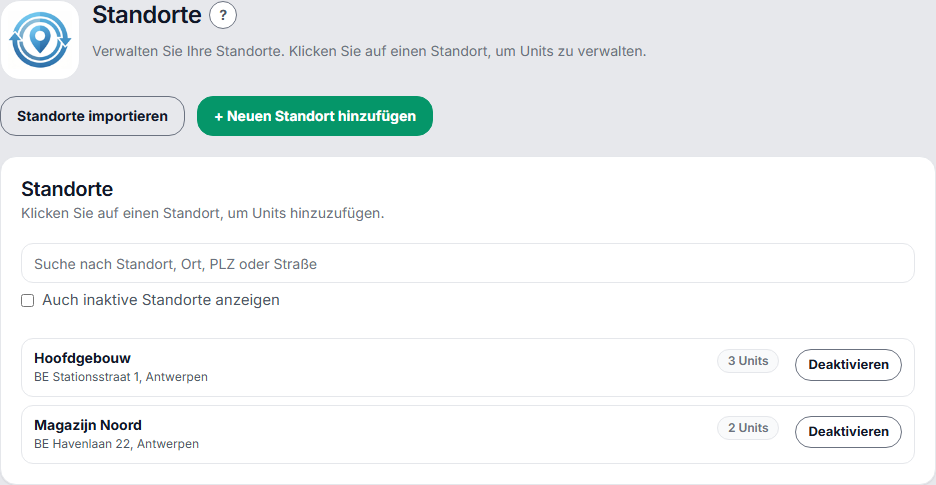 Standorte ?
Verwalten Sie Ihre Standorte. Klicken Sie auf einen Standort, um Units zu verwalten.
Standorte importieren
+ Neuen Standort hinzufügen
Standorte
Klicken Sie auf einen Standort, um Units hinzuzufügen.
Suche nach Standort, Ort, PLZ oder Straße
Auch inaktive Standorte anzeigen
Hoofdgebouw
BE Stationsstraat 1, Antwerpen
3 Units
Deaktivieren
Magazijn Noord
BE Havenlaan 22, Antwerpen
2 Units
Deaktivieren